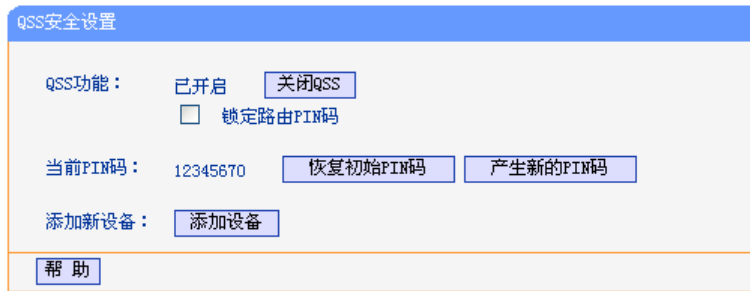 QSS安全设置
QSS功能： 已开启 关闭QSS
锁定路由PIN码
当前PIN码： 12345670 恢复初始PIN码 产生新的PIN码
添加新设备： 添加设备
帮 助